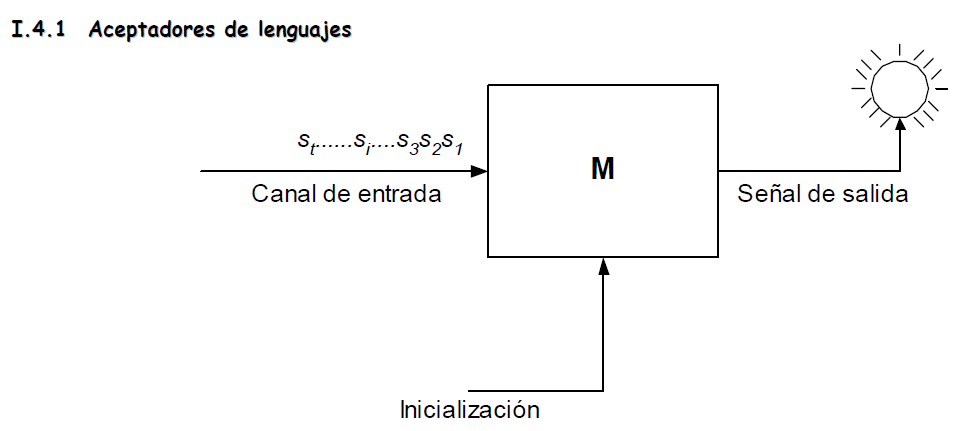 I.4.1 Aceptadores de lenguajes
st......si....s3s2s1
M
Canal de entrada
Señal de salida
Inicialización